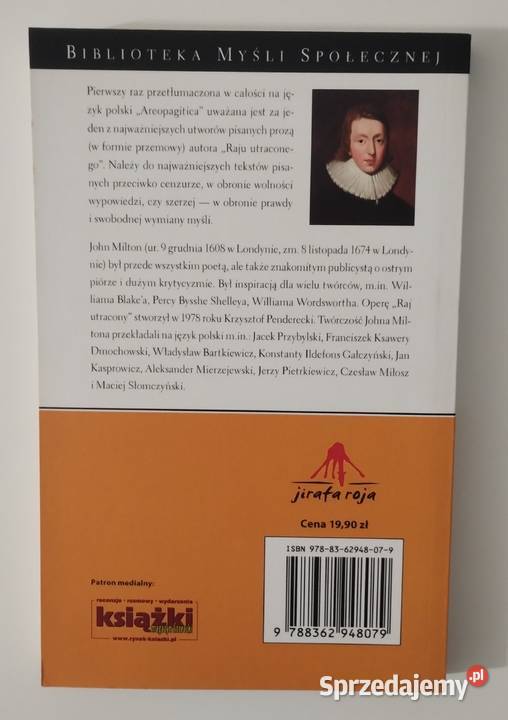 BIBLIOTEKA MYŚLI SPOŁECZNEJ
Pierwszy raz przetłumaczona w całości na ję-
zyk polski „Areopagitica" uważana jest za je-
den z najważniejszych utworów pisanych prozą
(w formie przemowy) autora „Raju utracone-
go". Należy do najważniejszych tekstów pisa-
nych przeciwko cenzurze, w obronie wolności
wypowiedzi, czy szerzej — w obronie prawdy
i swobodnej wymiany myśli.
John Milton (ur. 9 grudnia 1608 w Londynie, zm. 8 listopada 1674 w Londy-
nie) był przede wszystkim poetą, ale także znakomitym publicystą o ostrym
piórze i dużym krytycyzmie. Był inspiracją dla wielu twórców, m.in. Wil-
liama Blake'a, Percy Bysshe Shelleya, Williama Wordswortha. Operę „Raj
utracony" stworzył w 1978 roku Krzysztof Penderecki. Twórczość Johna Mil-
tona przekładali na język polski m.in.: Jacek Przybylski, Franciszek Ksawery
Dmochowski, Władysław Bartkiewicz, Konstanty Ildefons Gałczyński, Jan
Kasprowicz, Aleksander Mierzejewski, Jerzy Pietrkiewicz, Czesław Miłosz
i Maciej Słomczyński.
jirafa roja
Cena 19,90 zł
ISBN 978-83-62948-07-9
9 788362 948079
Patron medialny:
recenzje • rozmowy • wydarzenia
książki
www.rynek-ksiazki.pl
Sprzedajemy.pl